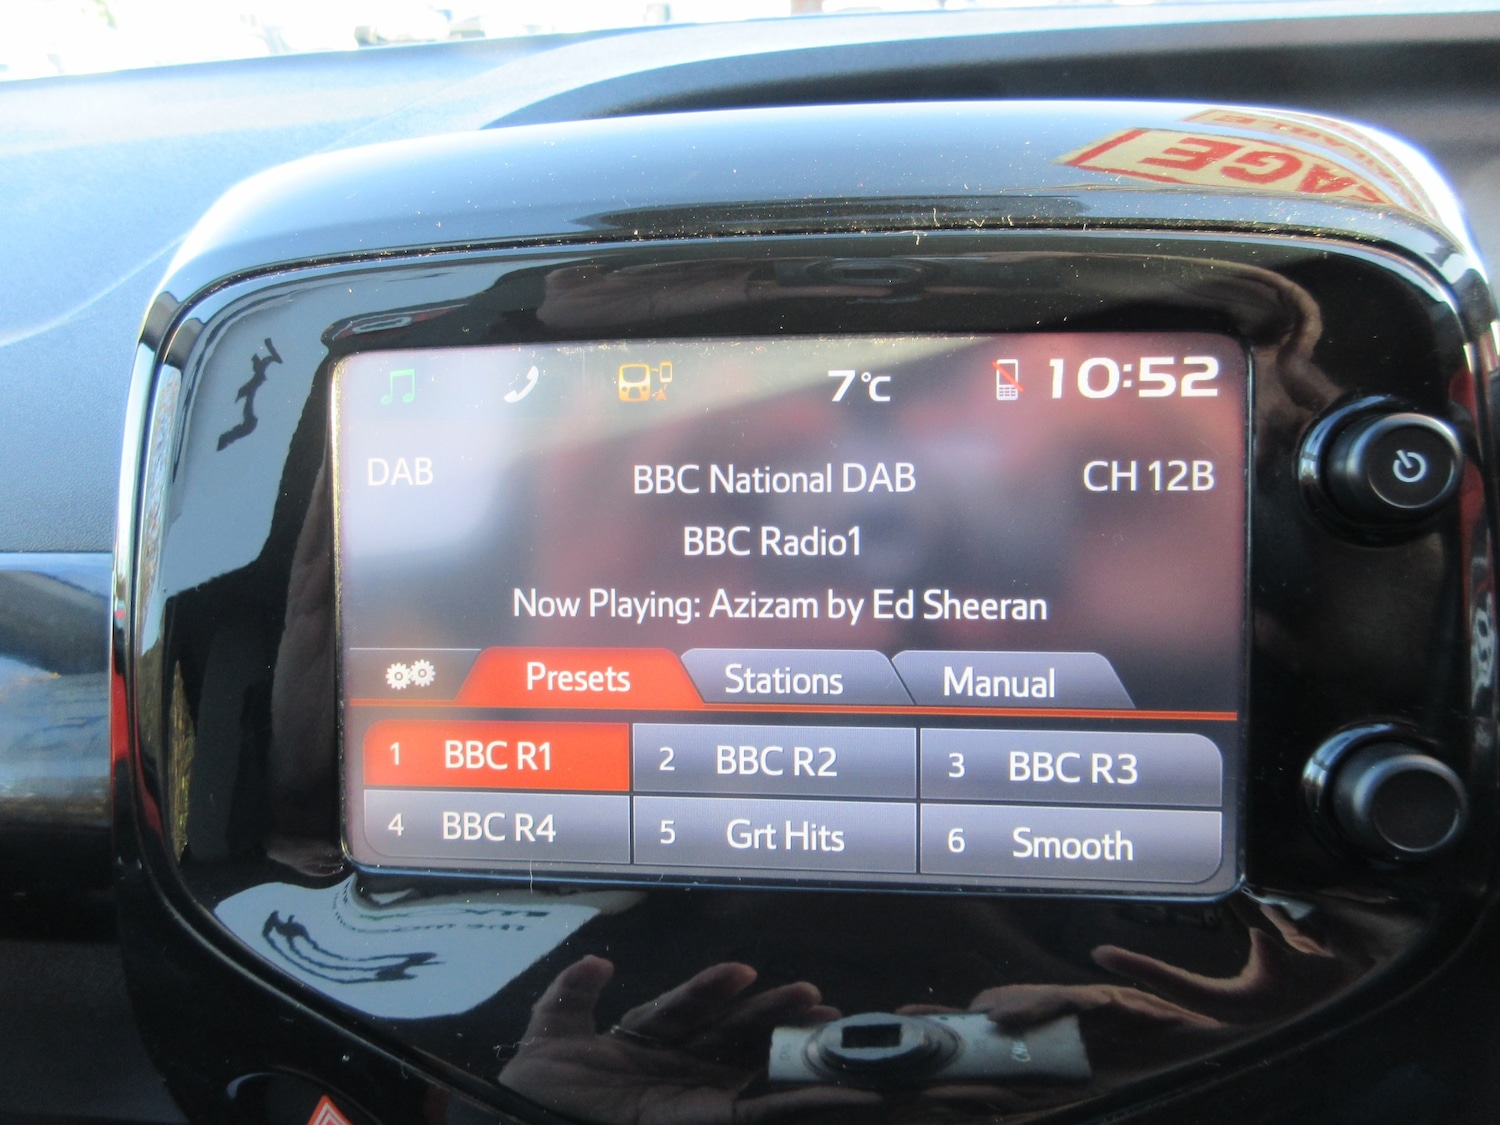 7°C 10:52
DAB BBC National DAB CH 12B
BBC Radio1
Now Playing: Azizam by Ed Sheeran
Presets Stations Manual
1 BBC R1 2 BBC R2 3 BBC R3
4 BBC R4 5 Grt Hits 6 Smooth